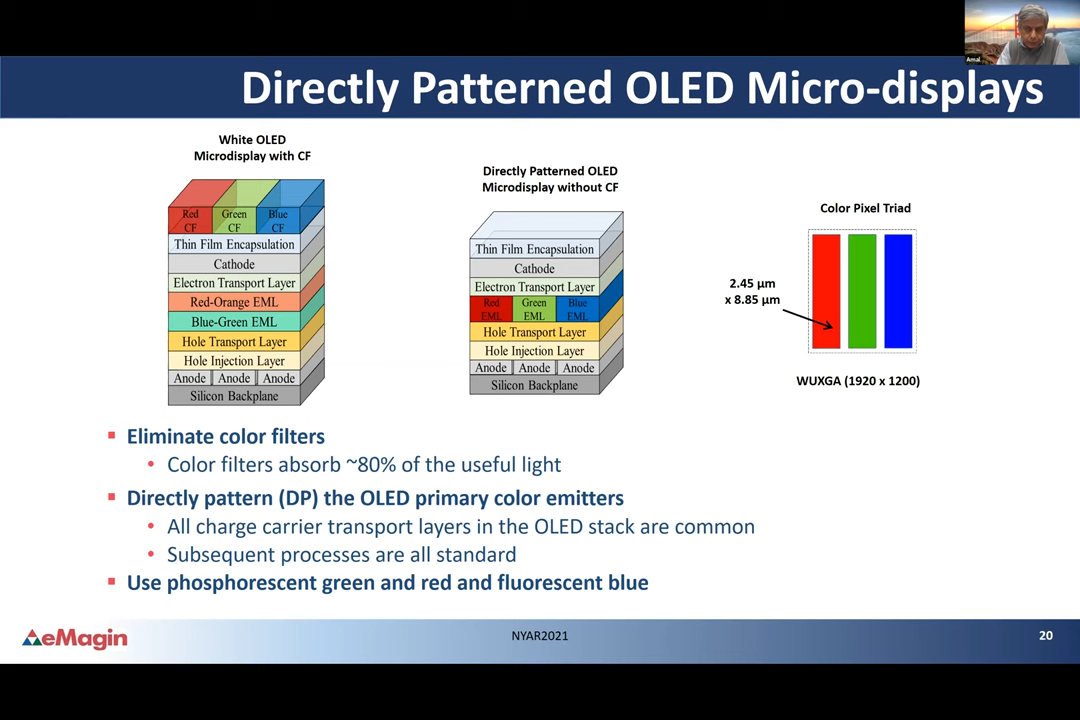 Amal
Directly Patterned OLED Micro-displays
White OLED
Microdisplay with CF
Red
CF
Green
CF
Blue
CF
Thin Film Encapsulation
Cathode
Electron Transport Layer
Red-Orange EML
Blue-Green EML
Hole Transport Layer
Hole Injection Layer
Anode Anode Anode
Silicon Backplane
Directly Patterned OLED
Microdisplay without CF
Thin Film Encapsulation
Cathode
Electron Transport Layer
Red
EML
Green
EML
Blue
EML
Hole Transport Layer
Hole Injection Layer
Anode Anode Anode
Silicon Backplane
Color Pixel Triad
2.45 µm
x 8.85 µm
WUXGA (1920 x 1200)
▪ Eliminate color filters
• Color filters absorb ~80% of the useful light
▪ Directly pattern (DP) the OLED primary color emitters
• All charge carrier transport layers in the OLED stack are common
• Subsequent processes are all standard
▪ Use phosphorescent green and red and fluorescent blue
eMagin
NYAR2021
20